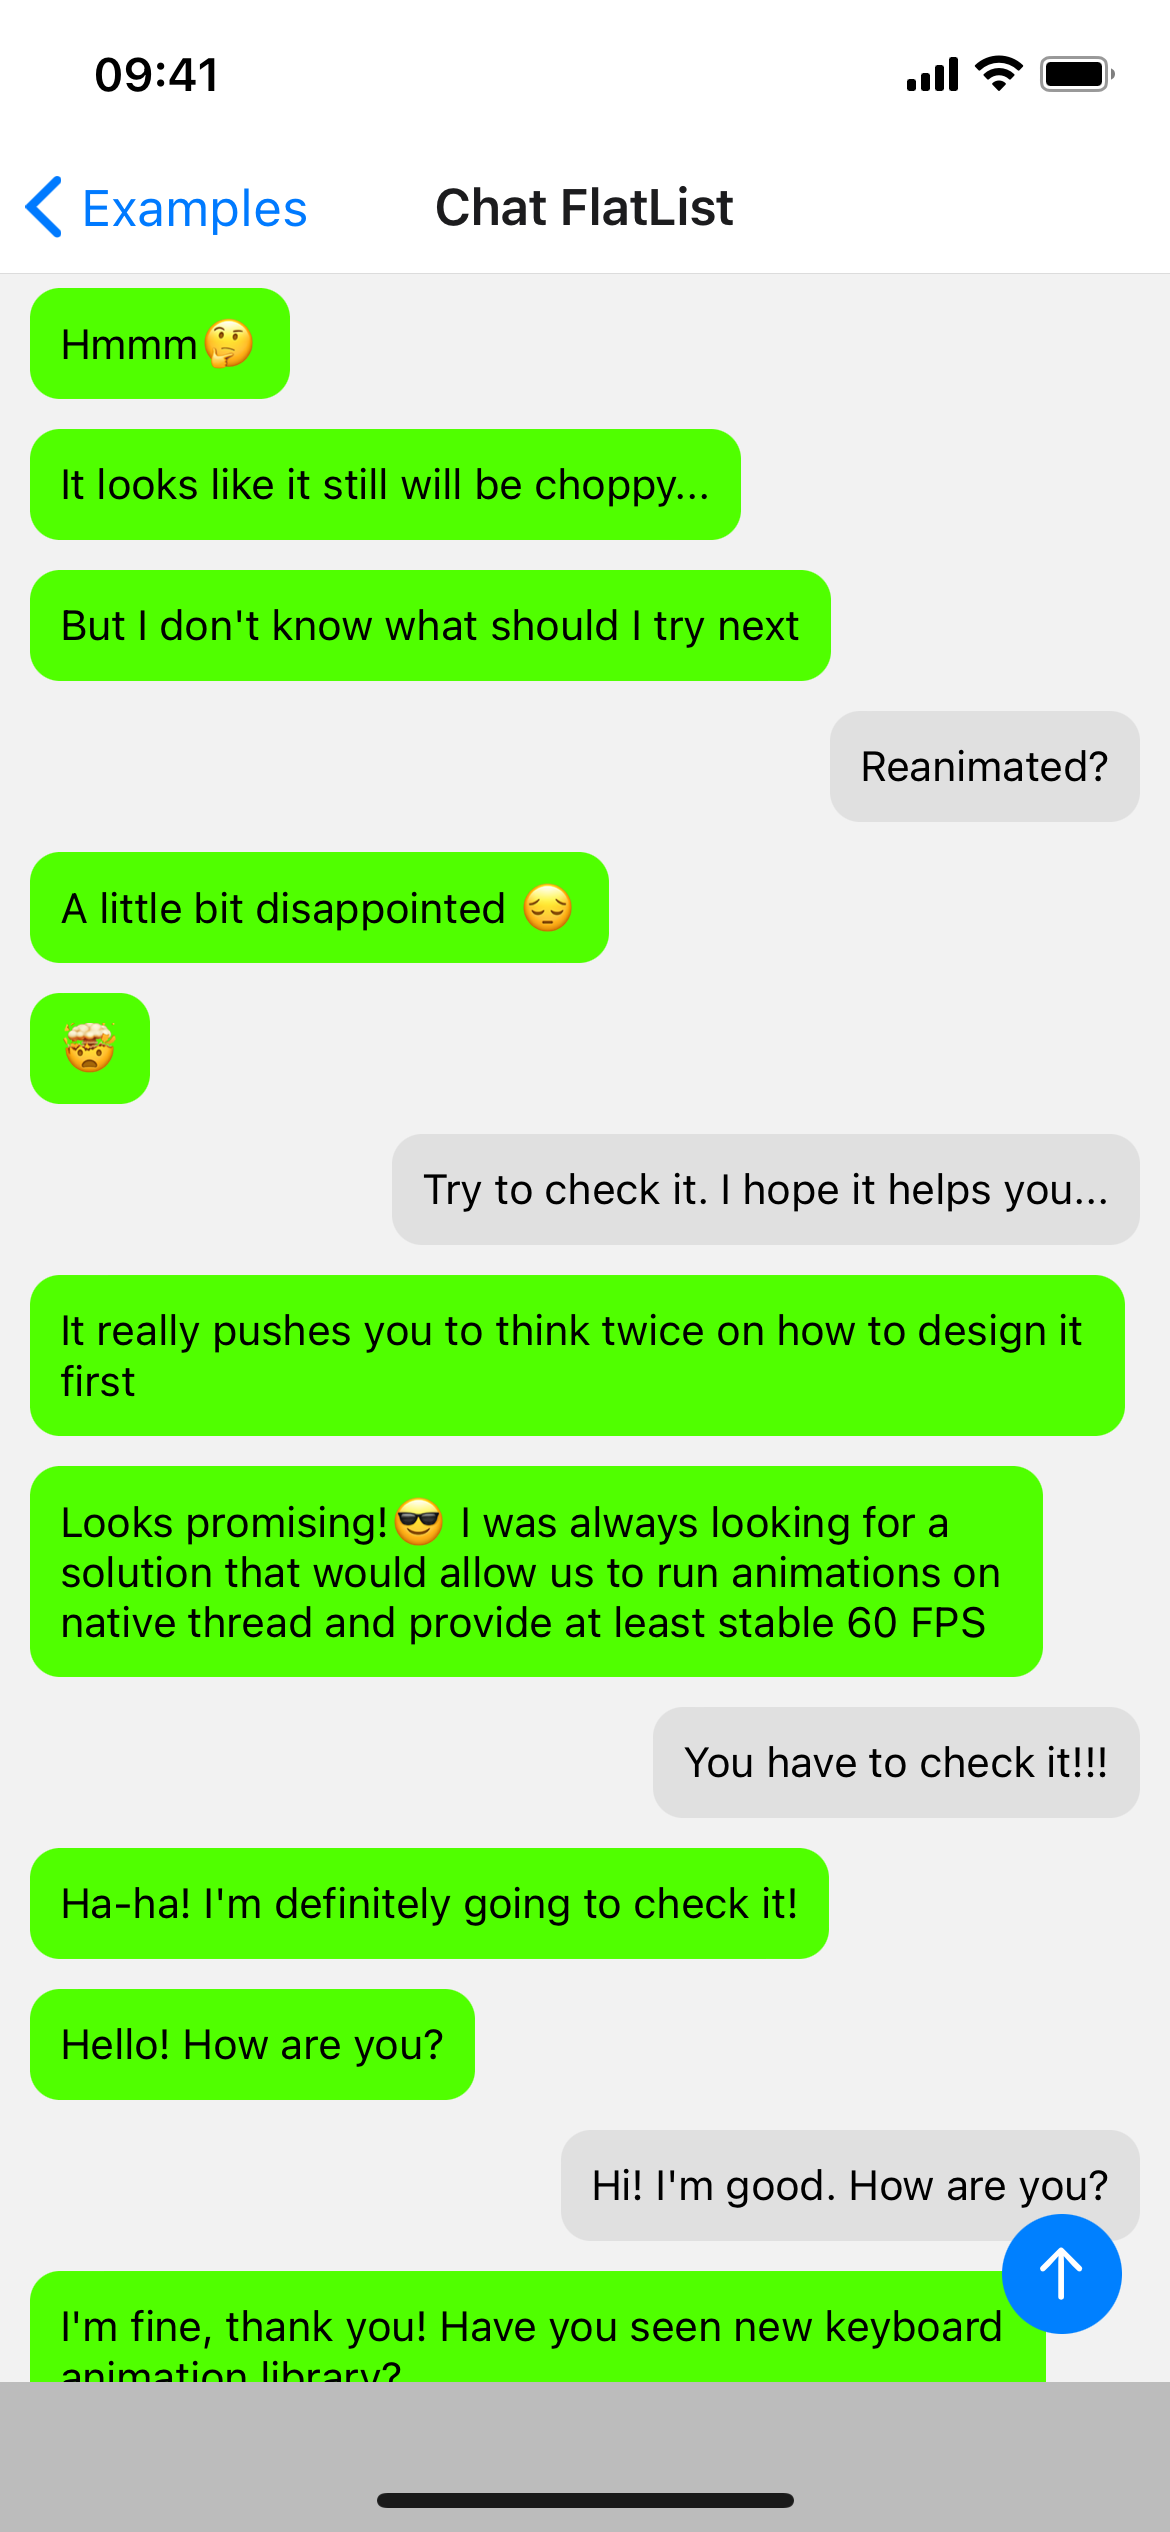 09:41
Examples
Chat FlatList
Hmmm🤔
It looks like it still will be choppy...
But I don't know what should I try next
Reanimated?
A little bit disappointed 😔
🤯
Try to check it. I hope it helps you...
It really pushes you to think twice on how to design it
first
Looks promising!😎 I was always looking for a
solution that would allow us to run animations on
native thread and provide at least stable 60 FPS
You have to check it!!!
Ha-ha! I'm definitely going to check it!
Hello! How are you?
Hi! I'm good. How are you?
I'm fine, thank you! Have you seen new keyboard
animation library?